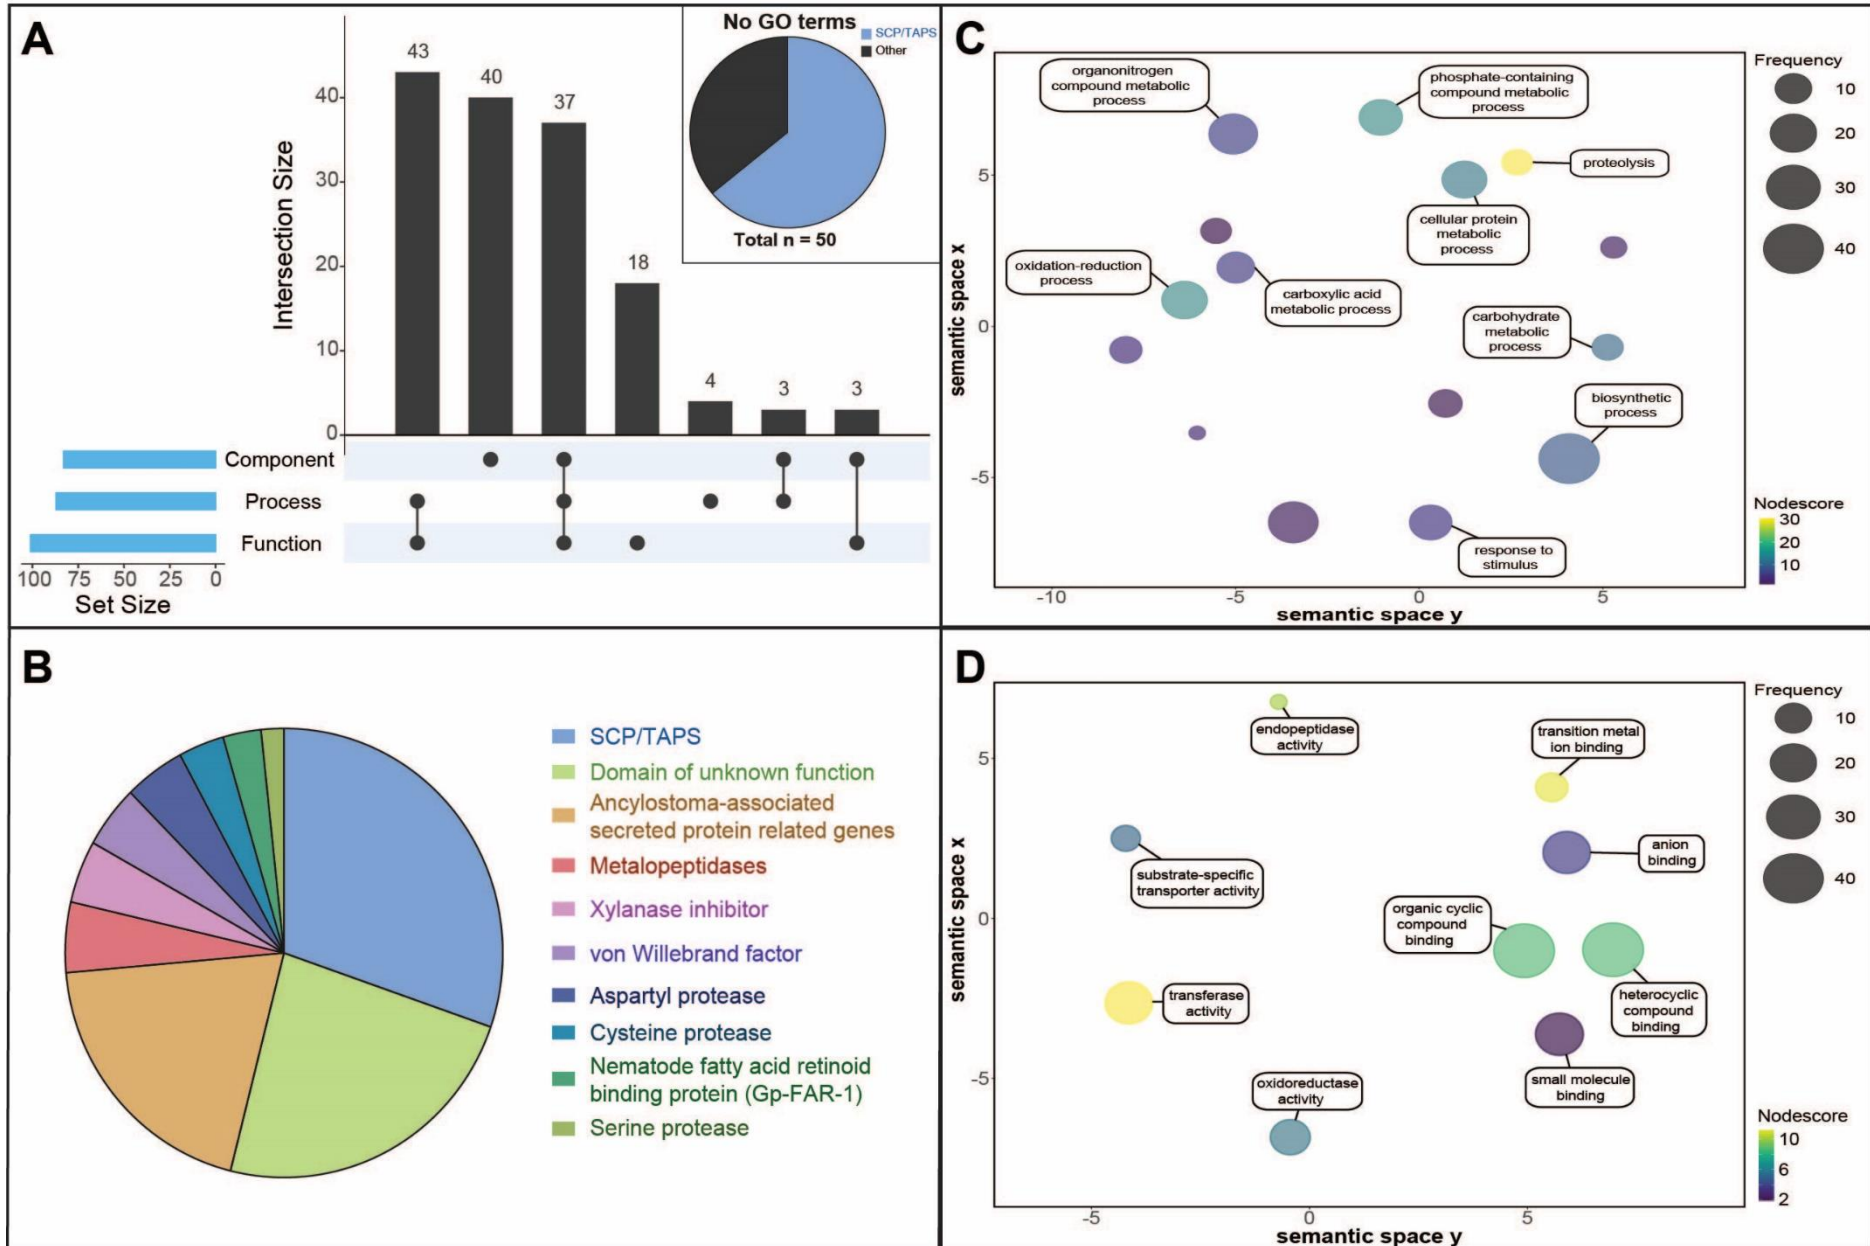 A
No GO terms
SCP/TAPS
Other
Total n = 50
43
40
37
18
4
3
3
Intersection Size
40
30
20
10
0
Component
Process
Function
100 75 50 25 0
Set Size
B
SCP/TAPS
Domain of unknown function
Ancylostoma-associated
secreted protein related genes
Metalopeptidases
Xylanase inhibitor
von Willebrand factor
Aspartyl protease
Cysteine protease
Nematode fatty acid retinoid
binding protein (Gp-FAR-1)
Serine protease
C
organonitrogen
compound metabolic
process
phosphate-containing
compound metabolic
process
proteolysis
cellular protein
metabolic
process
oxidation-reduction
process
carboxylic acid
metabolic process
carbohydrate
metabolic
process
biosynthetic
process
response to
stimulus
semantic space x
5
0
-5
-10 -5 0 5
semantic space y
Frequency
10
20
30
40
Nodescore
30
20
10
D
endopeptidase
activity
transition metal
ion binding
anion
binding
substrate-specific
transporter activity
organic cyclic
compound
binding
transferase
activity
heterocyclic
compound
binding
small molecule
binding
oxidoreductase
activity
semantic space x
5
0
-5
-5 0 5
semantic space y
Frequency
10
20
30
40
Nodescore
10
6
2